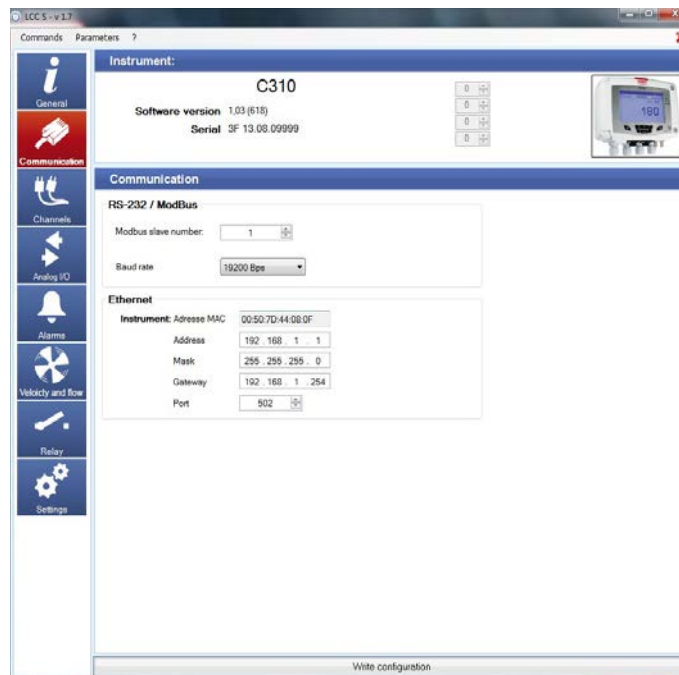 LCC S - v 1.7
Commands Parameters ?
General
Communication
Channels
Analog I/O
Alarms
Veloicty and flow
Relay
Settings
Instrument:
C310
Software version 1,03 (618)
Serial 3F 13.08.09999
0
0
0
0
180
Communication
RS-232 / ModBus
Modbus slave number: 1
Baud rate 19200 Bps
Ethernet
Instrument: Adresse MAC 00:50:7D:44:0B:0F
Address 192 . 168 . 1 . 1
Mask 255 . 255 . 255 . 0
Gateway 192 . 168 . 1 . 254
Port 502
Write configuration